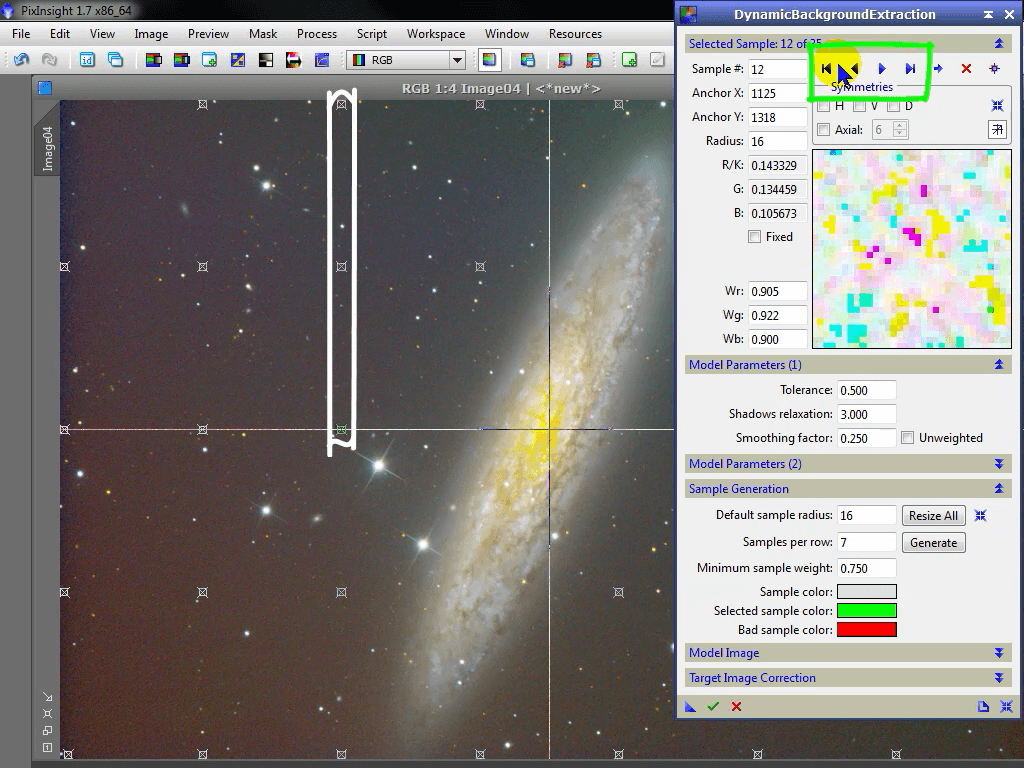 PixInsight 1.7 x86_64
File Edit View Image Preview Mask Process Script Workspace Window Resources
RGB
RGB 1:4 Image04 | <*new*>
Image04
DynamicBackgroundExtraction
Selected Sample: 12 of 35
Sample #: 12
Anchor X: 1125
Symmetries
H V D
Anchor Y: 1318
Axial: 6
Radius: 16
R/K: 0.143329
G: 0.134459
B: 0.105673
Fixed
Wr: 0.905
Wg: 0.922
Wb: 0.900
Model Parameters (1)
Tolerance: 0.500
Shadows relaxation: 3.000
Smoothing factor: 0.250 Unweighted
Model Parameters (2)
Sample Generation
Default sample radius: 16 Resize All
Samples per row: 7 Generate
Minimum sample weight: 0.750
Sample color:
Selected sample color:
Bad sample color:
Model Image
Target Image Correction